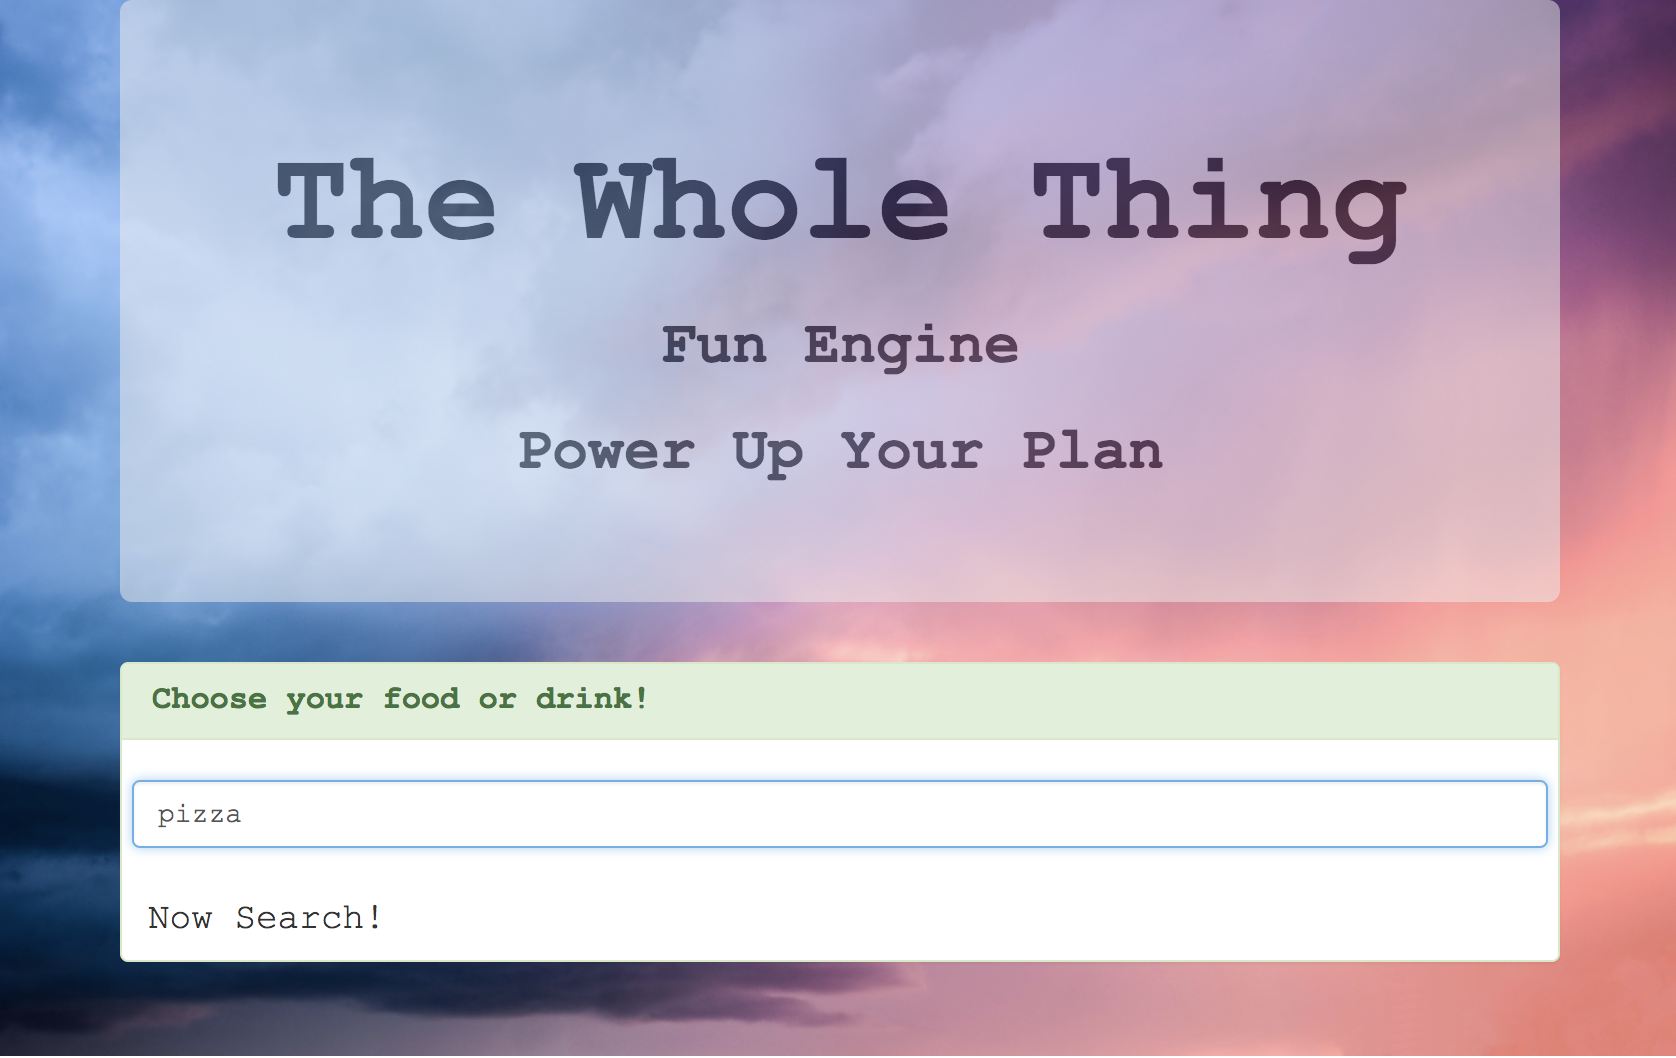 The Whole Thing
Fun Engine
Power Up Your Plan
Choose your food or drink!
pizza
Now Search!